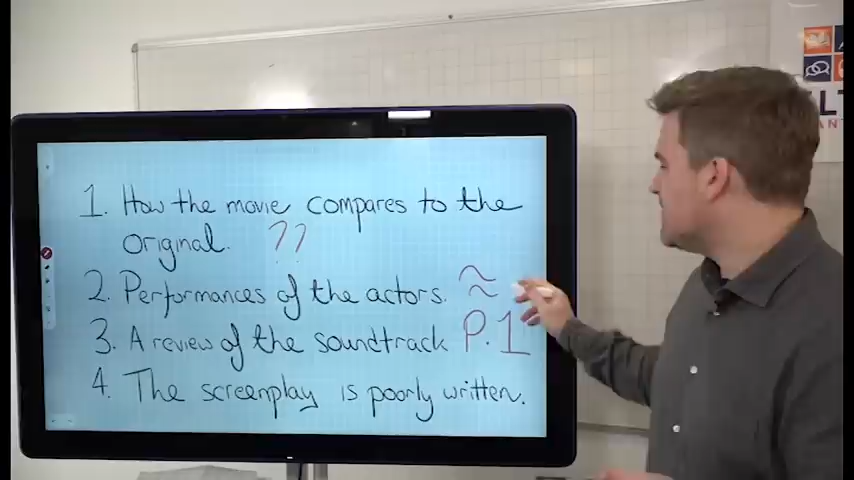 1. How the movie compares to the
original. ??
2. Performances of the actors. ≈
3. A review of the soundtrack P.1
4. The screenplay is poorly written.